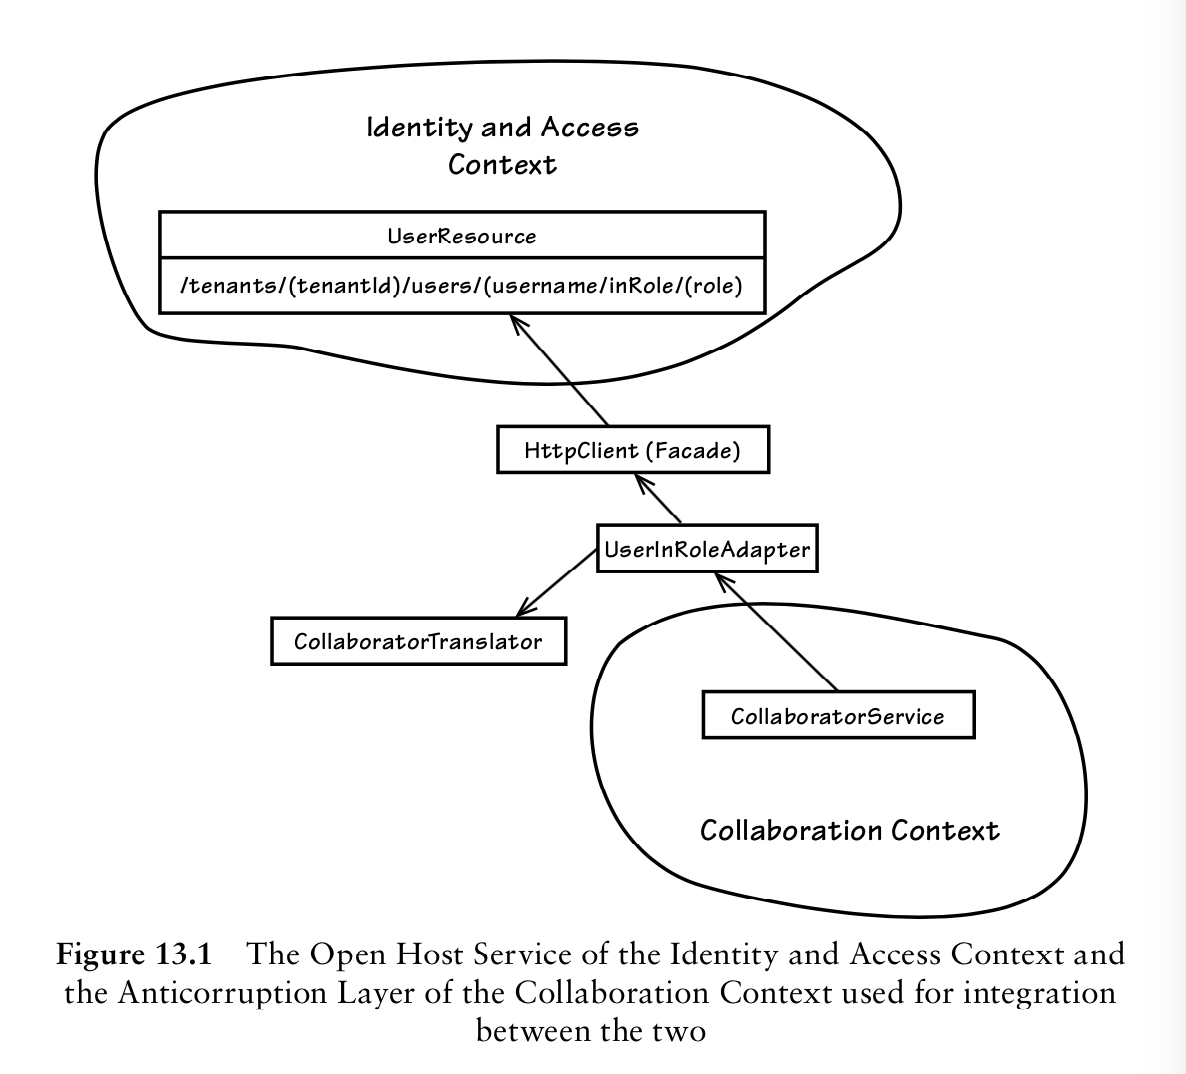 Identity and Access
Context
UserResource
/tenants/(tenantId)/users/(username/inRole/(role)
HttpClient (Facade)
UserInRoleAdapter
CollaboratorTranslator
CollaboratorService
Collaboration Context
Figure 13.1 The Open Host Service of the Identity and Access Context and
the Anticorruption Layer of the Collaboration Context used for integration
between the two